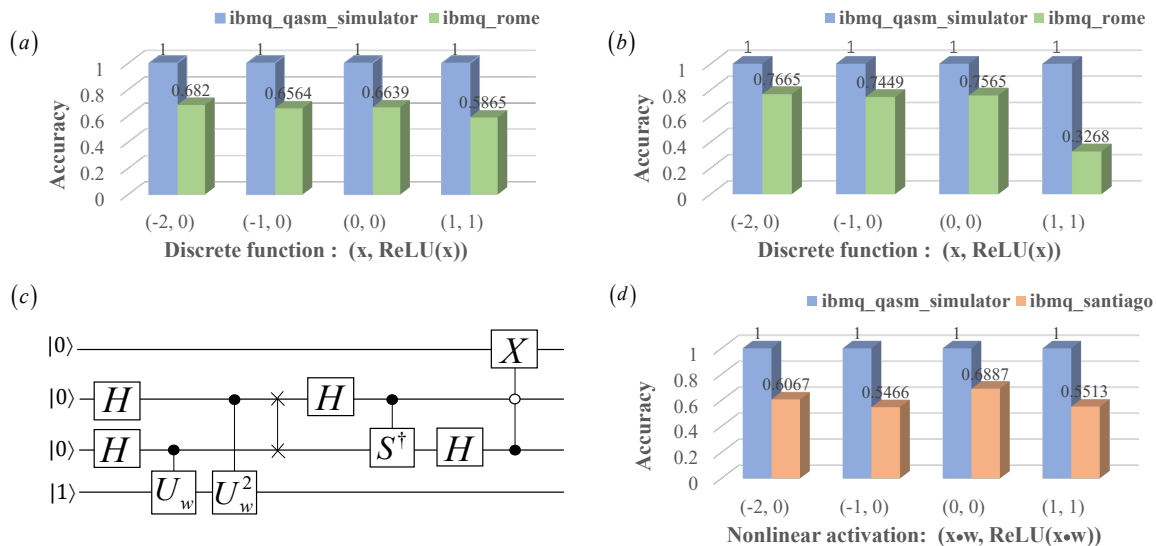 (a)
ibmq_qasm_simulator ibmq_rome
1 1 1 1
0.682 0.6564 0.6639 0.5865
1
0.8
0.6
0.4
0.2
0
Accuracy
(-2, 0) (-1, 0) (0, 0) (1, 1)
Discrete function : (x, ReLU(x))
(b)
ibmq_qasm_simulator ibmq_rome
1 1 1 1
0.7665 0.7449 0.7565 0.3268
1
0.8
0.6
0.4
0.2
0
Accuracy
(-2, 0) (-1, 0) (0, 0) (1, 1)
Discrete function : (x, ReLU(x))
(c)
|0⟩ X
|0⟩ H H
|0⟩ H S† H
|1⟩ U_w U_w^2
(d)
ibmq_qasm_simulator ibmq_santiago
1 1 1 1
0.6067 0.5466 0.6887 0.5513
1
0.8
0.6
0.4
0.2
0
Accuracy
(-2, 0) (-1, 0) (0, 0) (1, 1)
Nonlinear activation: (x•w, ReLU(x•w))